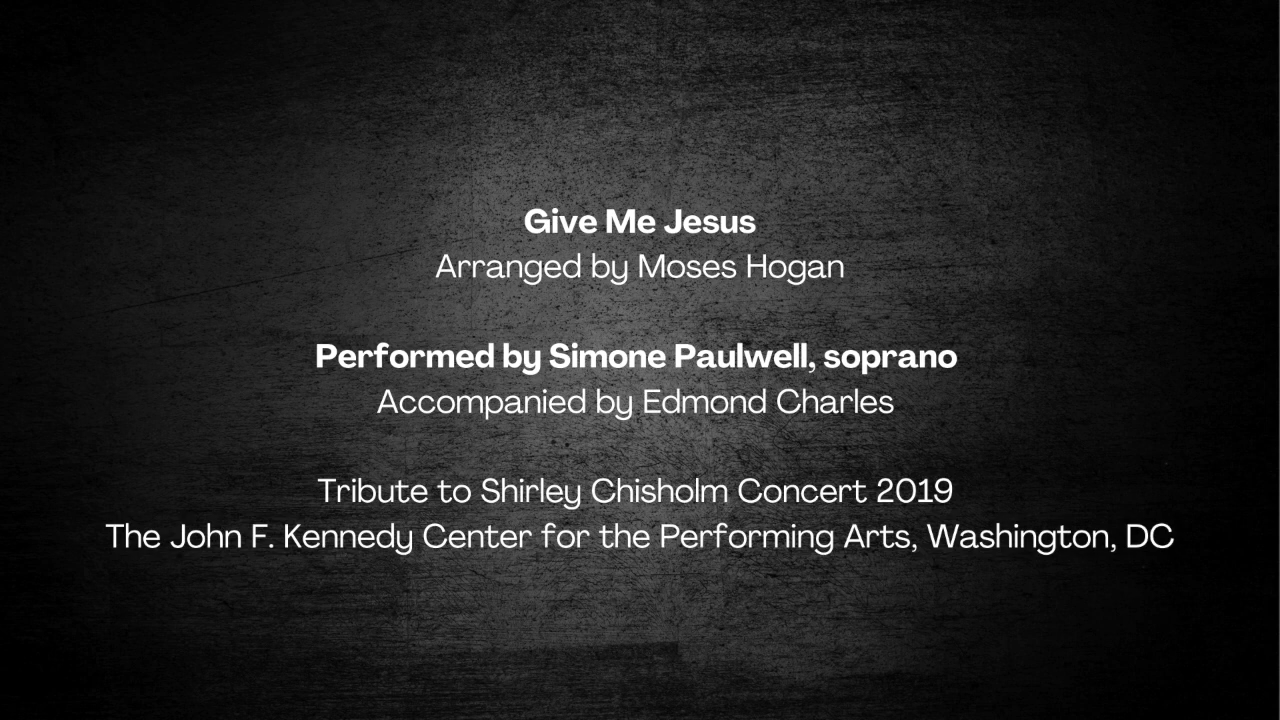 Give Me Jesus
Arranged by Moses Hogan
Performed by Simone Paulwell, soprano
Accompanied by Edmond Charles
Tribute to Shirley Chisholm Concert 2019
The John F. Kennedy Center for the Performing Arts, Washington, DC